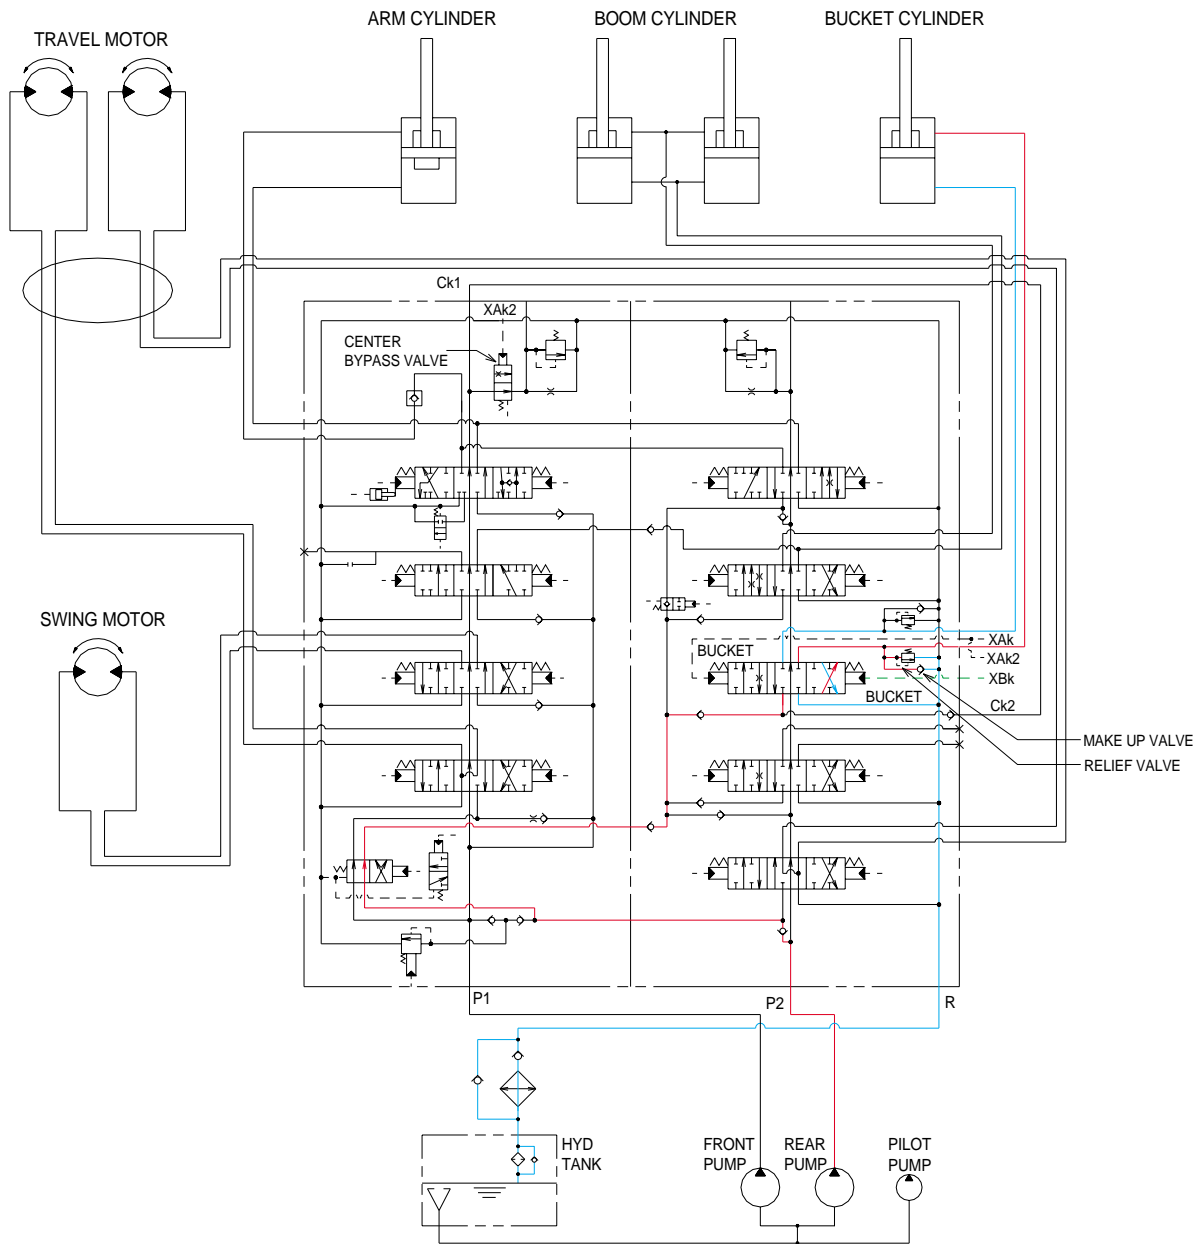 ARM CYLINDER
BOOM CYLINDER
BUCKET CYLINDER
TRAVEL MOTOR
Ck1
XAk2
CENTER
BYPASS VALVE
SWING MOTOR
BUCKET
XAk
XAk2
XBk
BUCKET
Ck2
MAKE UP VALVE
RELIEF VALVE
P1
P2
R
HYD
TANK
FRONT
PUMP
REAR
PUMP
PILOT
PUMP